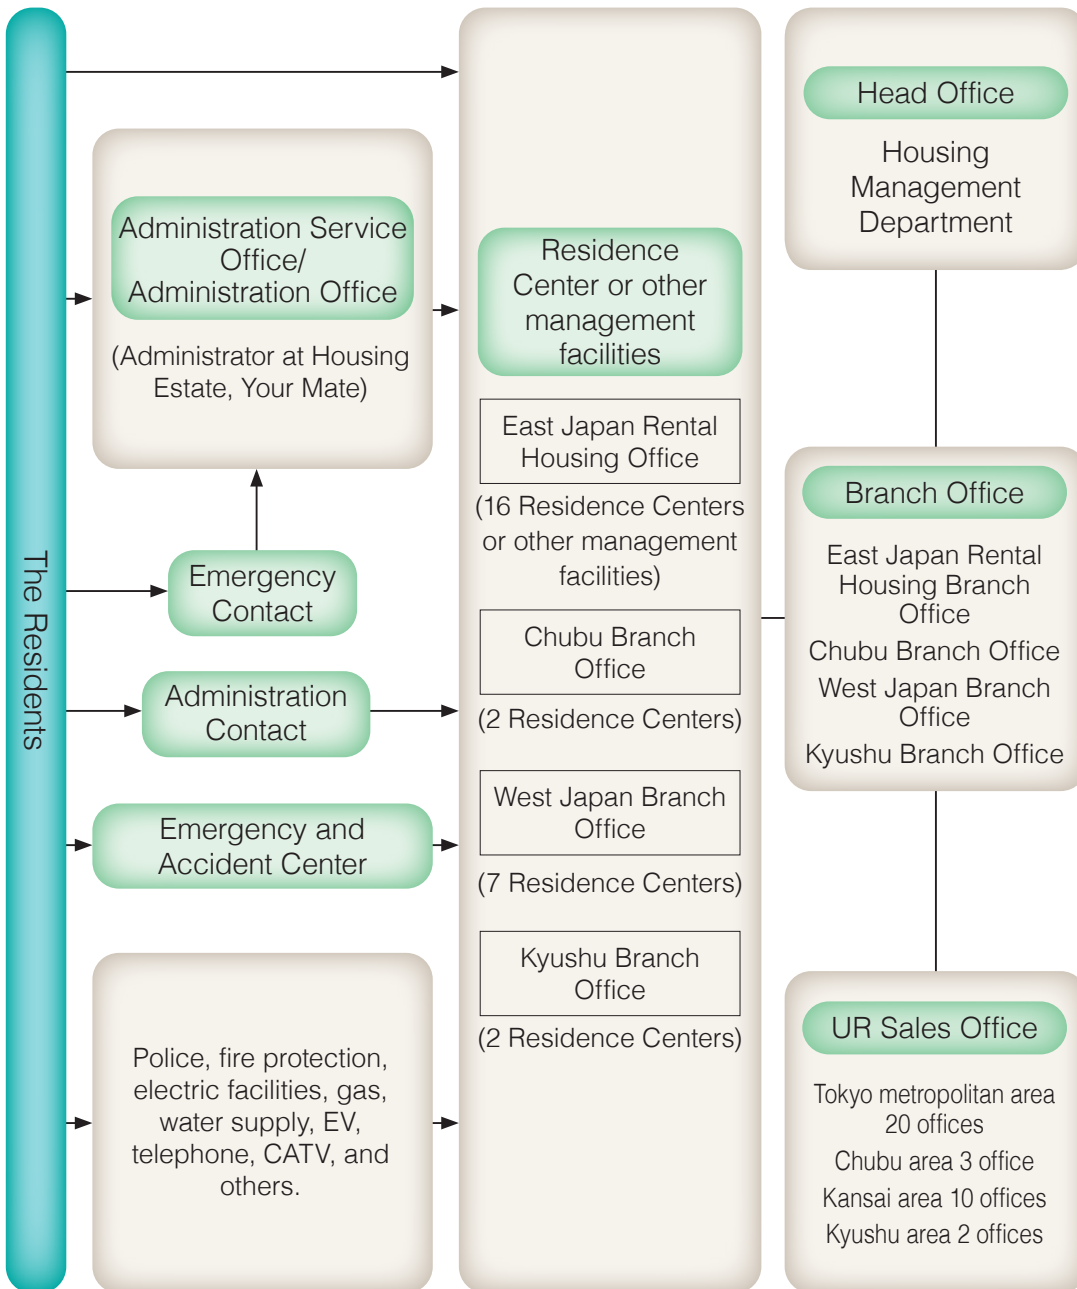 The Residents
Administration Service
Office/
Administration Office
(Administrator at Housing
Estate, Your Mate)
Emergency
Contact
Administration
Contact
Emergency and
Accident Center
Police, fire protection,
electric facilities, gas,
water supply, EV,
telephone, CATV, and
others.
Residence
Center or other
management
facilities
East Japan Rental
Housing Office
(16 Residence Centers
or other management
facilities)
Chubu Branch
Office
(2 Residence Centers)
West Japan Branch
Office
(7 Residence Centers)
Kyushu Branch
Office
(2 Residence Centers)
Head Office
Housing
Management
Department
Branch Office
East Japan Rental
Housing Branch
Office
Chubu Branch Office
West Japan Branch
Office
Kyushu Branch Office
UR Sales Office
Tokyo metropolitan area
20 offices
Chubu area 3 office
Kansai area 10 offices
Kyushu area 2 offices